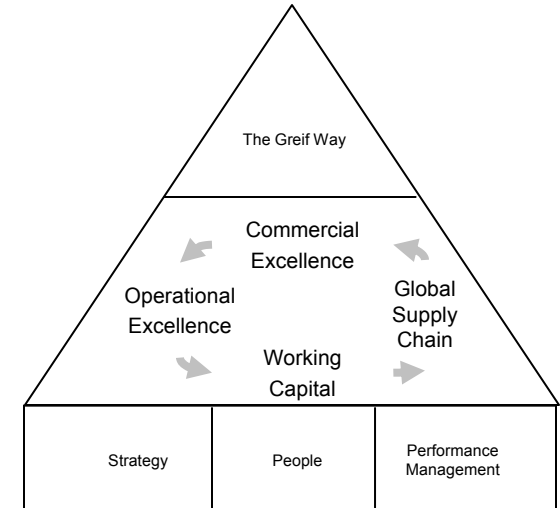 The Greif Way
Commercial
Excellence
Operational
Excellence
Global
Supply
Chain
Working
Capital
Strategy
People
Performance
Management